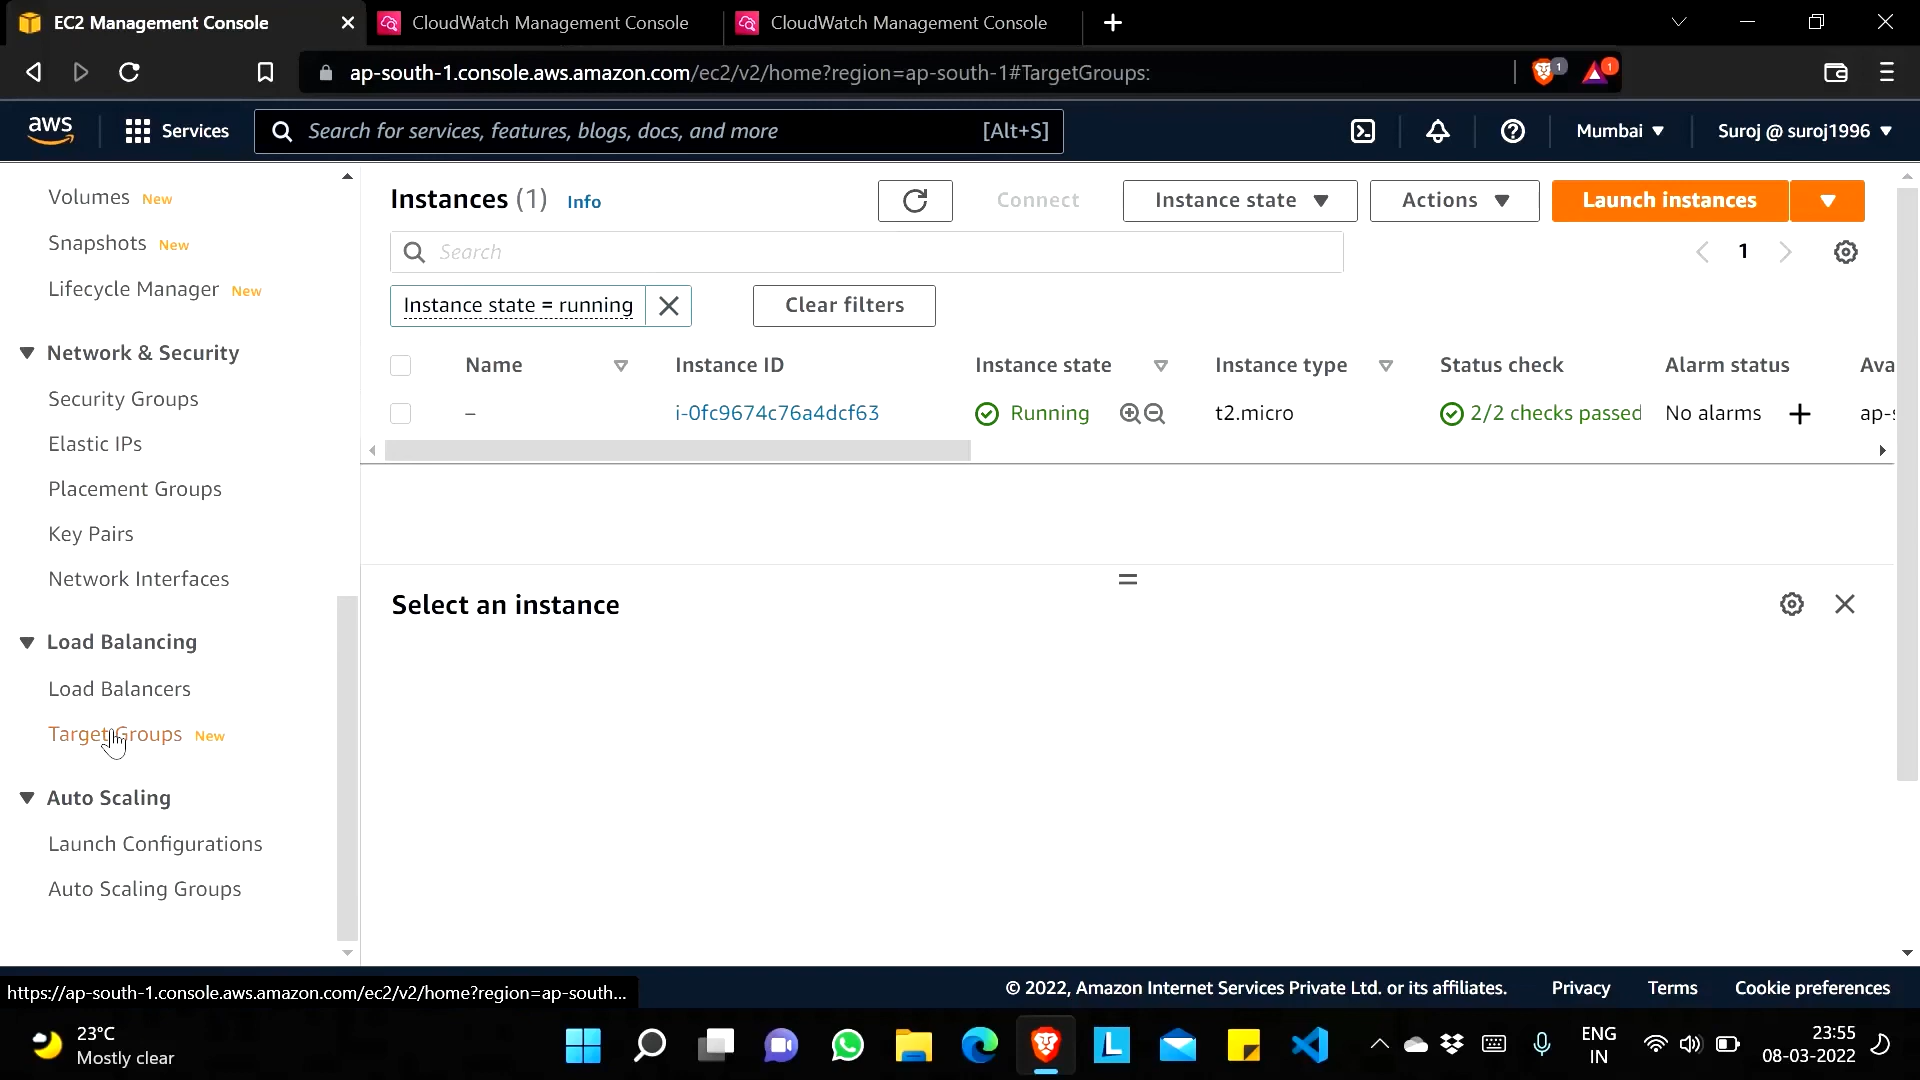 EC2 Management Console
CloudWatch Management Console
CloudWatch Management Console
ap-south-1.console.aws.amazon.com/ec2/v2/home?region=ap-south-1#TargetGroups:
1
1
aws
Services
Search for services, features, blogs, docs, and more
[Alt+S]
Mumbai
Suroj @ suroj1996
Volumes New
Snapshots New
Lifecycle Manager New
Network & Security
Security Groups
Elastic IPs
Placement Groups
Key Pairs
Network Interfaces
Load Balancing
Load Balancers
Target Groups New
Auto Scaling
Launch Configurations
Auto Scaling Groups
Instances (1) Info
Connect
Instance state
Actions
Launch instances
Search
1
Instance state = running
Clear filters
Name
Instance ID
Instance state
Instance type
Status check
Alarm status
Ava
–
i-0fc9674c76a4dcf63
Running
t2.micro
2/2 checks passed
No alarms
ap-s
Select an instance
https://ap-south-1.console.aws.amazon.com/ec2/v2/home?region=ap-south...
© 2022, Amazon Internet Services Private Ltd. or its affiliates.
Privacy
Terms
Cookie preferences
23°C
Mostly clear
L
ENG
IN
23:55
08-03-2022